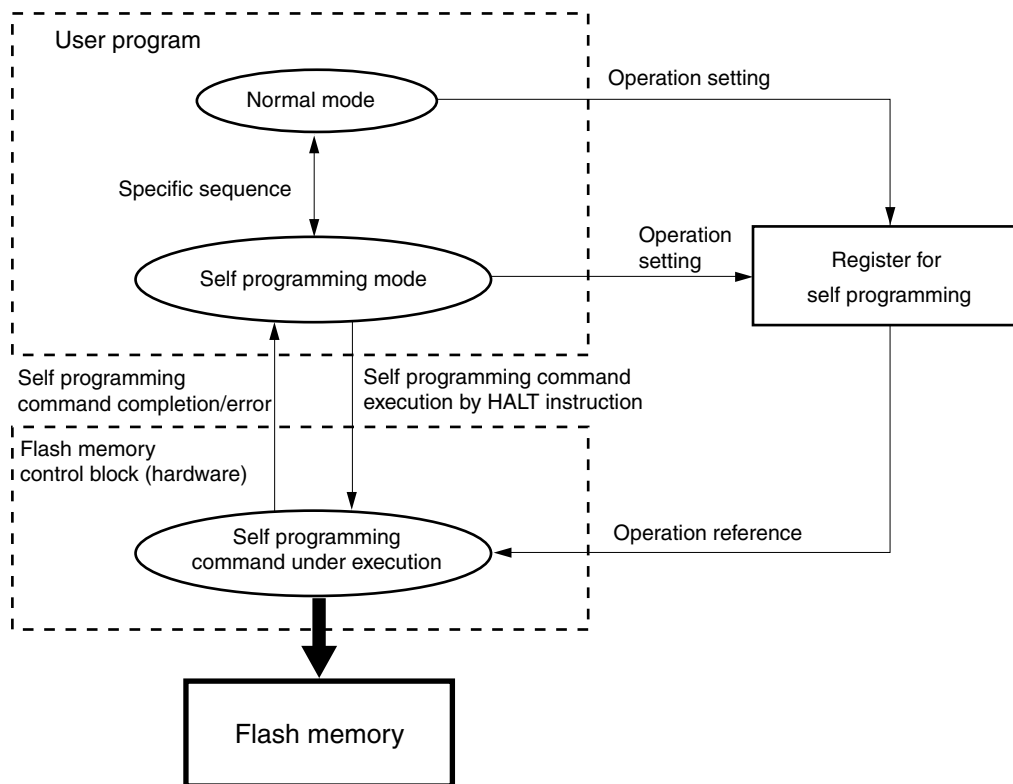 User program
Normal mode
Operation setting
Specific sequence
Operation
setting
Self programming mode
Register for
self programming
Self programming
command completion/error
Self programming command
execution by HALT instruction
Flash memory
control block (hardware)
Self programming
command under execution
Operation reference
Flash memory